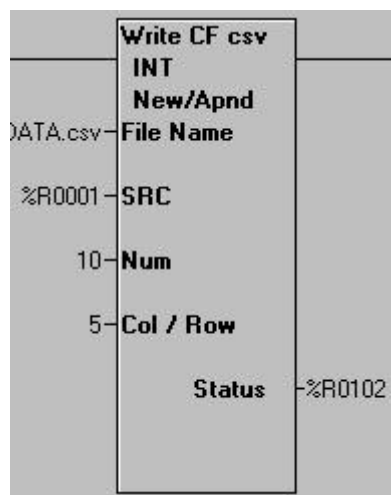 Write CF csv
INT
New/Apnd
DATA.csv File Name
%R0001 SRC
10 Num
5 Col / Row
Status %R0102